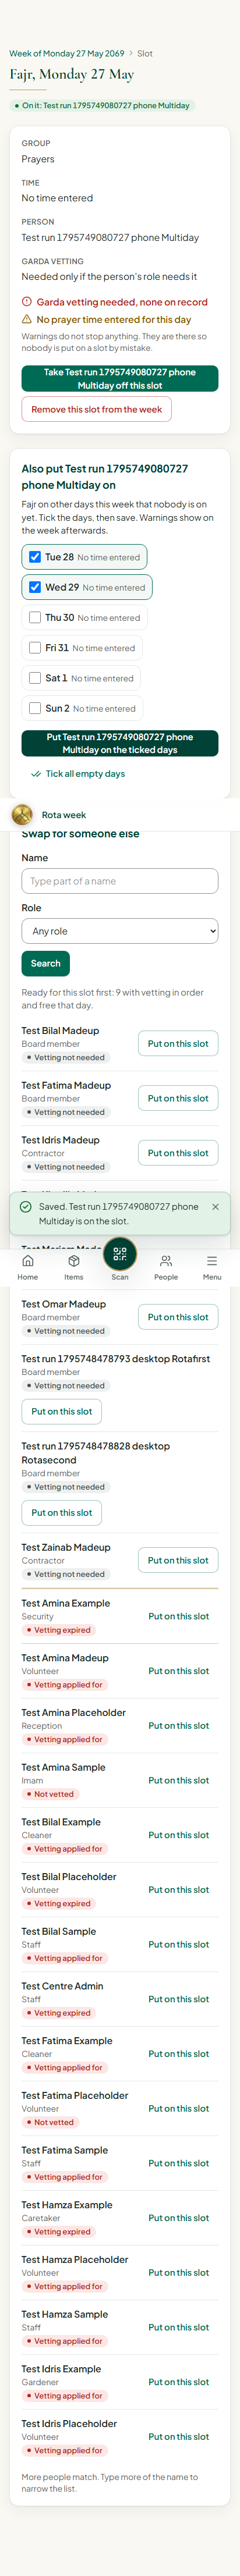 Week of Monday 27 May 2069 > Slot
Fajr, Monday 27 May
On it: Test run 1795749080727 phone Multiday
GROUP
Prayers
TIME
No time entered
PERSON
Test run 1795749080727 phone Multiday
GARDA VETTING
Needed only if the person's role needs it
Garda vetting needed, none on record
No prayer time entered for this day
Warnings do not stop anything. They are there so
nobody is put on a slot by mistake.
Take Test run 1795749080727 phone
Multiday off this slot
Remove this slot from the week
Also put Test run 1795749080727
phone Multiday on
Fajr on other days this week that nobody is on
yet. Tick the days, then save. Warnings show on
the week afterwards.
Tue 28 No time entered
Wed 29 No time entered
Thu 30 No time entered
Fri 31 No time entered
Sat 1 No time entered
Sun 2 No time entered
Put Test run 1795749080727 phone
Multiday on the ticked days
Tick all empty days
Rota week
Swap for someone else
Name
Type part of a name
Role
Any role
Search
Ready for this slot first: 9 with vetting in order
and free that day.
Test Bilal Madeup
Board member
Put on this slot
Vetting not needed
Test Fatima Madeup
Board member
Put on this slot
Vetting not needed
Test Idris Madeup
Contractor
Put on this slot
Vetting not needed
Saved. Test run 1795749080727 phone
Multiday is on the slot.
Home
Items
Scan
People
Menu
Test Omar Madeup
Board member
Put on this slot
Vetting not needed
Test run 1795748478793 desktop Rotafirst
Board member
Vetting not needed
Put on this slot
Test run 1795748478828 desktop
Rotasecond
Board member
Vetting not needed
Put on this slot
Test Zainab Madeup
Contractor
Put on this slot
Vetting not needed
Test Amina Example
Security
Put on this slot
Vetting expired
Test Amina Madeup
Volunteer
Put on this slot
Vetting applied for
Test Amina Placeholder
Reception
Put on this slot
Vetting applied for
Test Amina Sample
Imam
Put on this slot
Not vetted
Test Bilal Example
Cleaner
Put on this slot
Vetting applied for
Test Bilal Placeholder
Volunteer
Put on this slot
Vetting expired
Test Bilal Sample
Staff
Put on this slot
Vetting applied for
Test Centre Admin
Staff
Put on this slot
Vetting expired
Test Fatima Example
Cleaner
Put on this slot
Vetting applied for
Test Fatima Placeholder
Volunteer
Put on this slot
Not vetted
Test Fatima Sample
Staff
Put on this slot
Vetting applied for
Test Hamza Example
Caretaker
Put on this slot
Vetting expired
Test Hamza Placeholder
Volunteer
Put on this slot
Vetting applied for
Test Hamza Sample
Staff
Put on this slot
Vetting applied for
Test Idris Example
Gardener
Put on this slot
Vetting applied for
Test Idris Placeholder
Volunteer
Put on this slot
Vetting applied for
More people match. Type more of the name to
narrow the list.